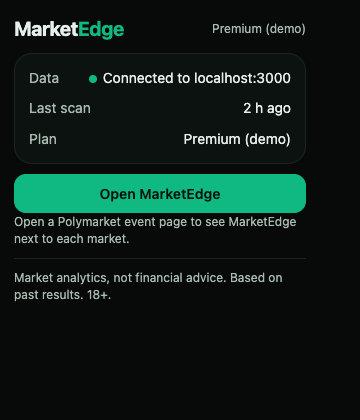 MarketEdge
Premium (demo)
Data
Connected to localhost:3000
Last scan
2 h ago
Plan
Premium (demo)
Open MarketEdge
Open a Polymarket event page to see MarketEdge
next to each market.
Market analytics, not financial advice. Based on
past results. 18+.